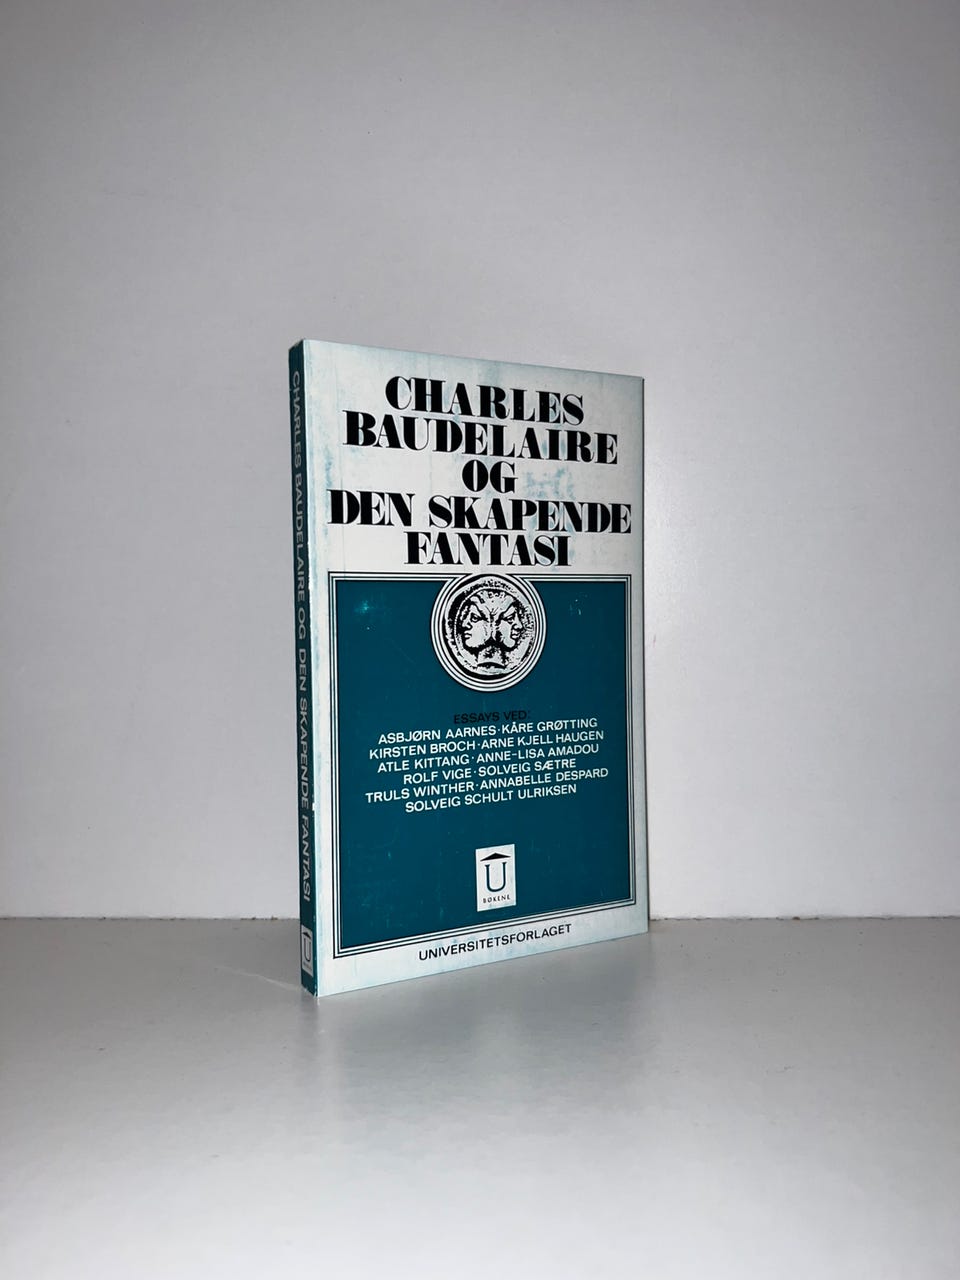 CHARLES BAUDELAIRE OG DEN SKAPENDE FANTASI
CHARLES
BAUDELAIRE
OG
DEN SKAPENDE
FANTASI
ESSAYS VED:
ASBJØRN AARNES · KÅRE GRØTTING
KIRSTEN BROCH · ARNE KJELL HAUGEN
ATLE KITTANG · ANNE-LISA AMADOU
ROLF VIGE · SOLVEIG SÆTRE
TRULS WINTHER · ANNABELLE DESPARD
SOLVEIG SCHULT ULRIKSEN
U
BØKENE
UNIVERSITETSFORLAGET
U